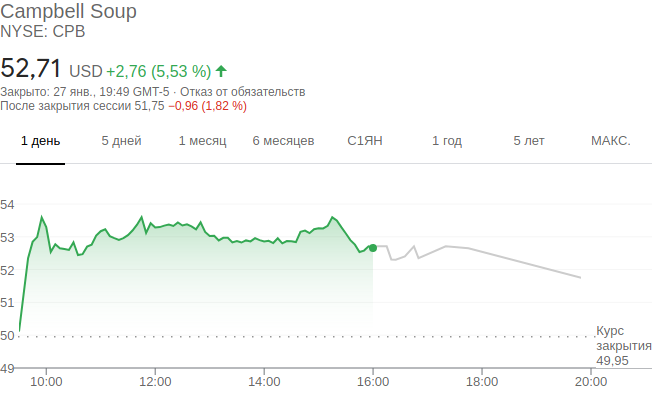 Campbell Soup
NYSE: CPB
52,71 USD +2,76 (5,53 %)
Закрыто: 27 янв., 19:49 GMT-5 · Отказ от обязательств
После закрытия сессии 51,75 −0,96 (1,82 %)
1 день 5 дней 1 месяц 6 месяцев С1ЯН 1 год 5 лет МАКС.
54
53
52
51
50
Курс
закрытия
49,95
49
10:00 12:00 14:00 16:00 18:00 20:00